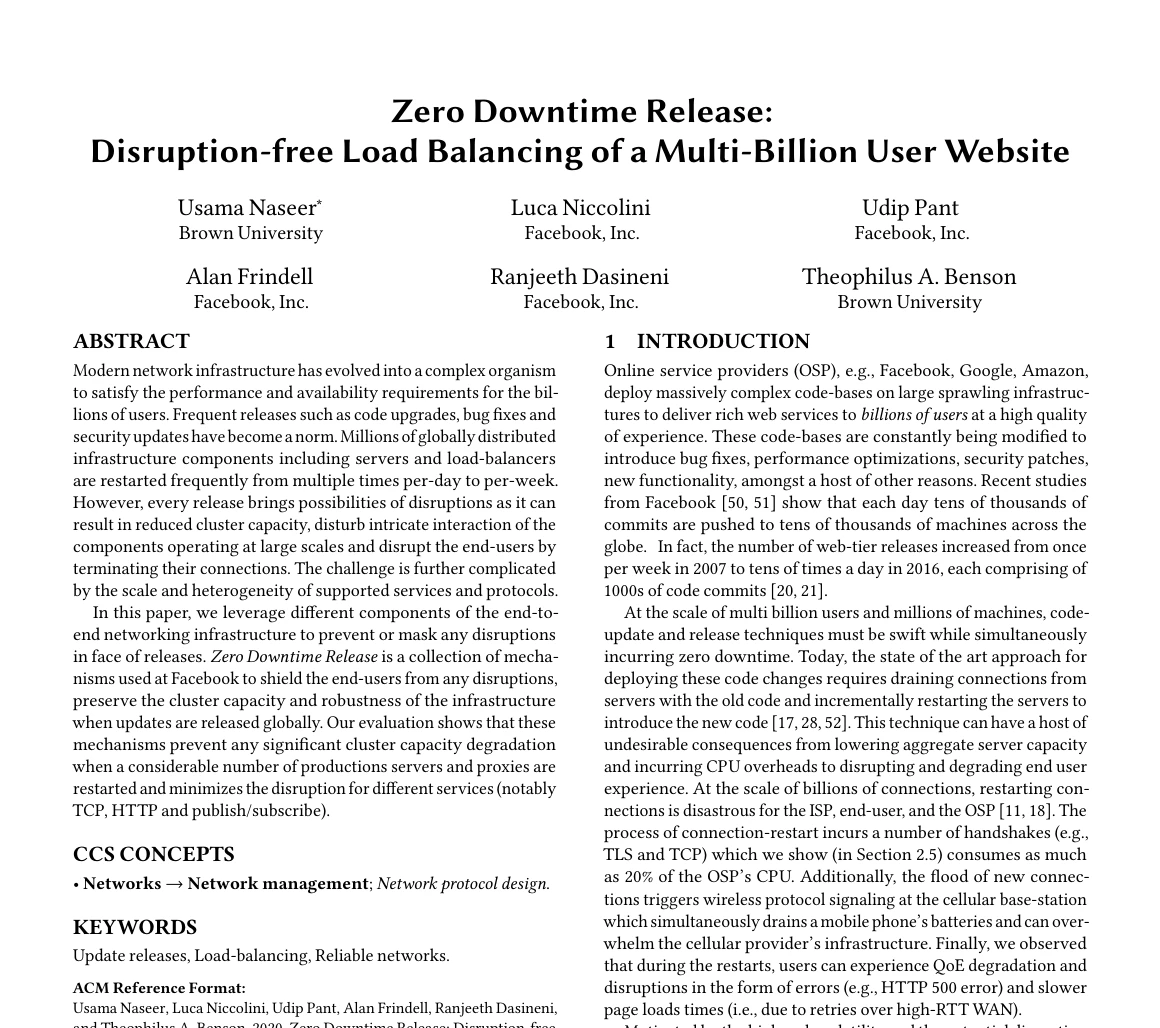 Zero Downtime Release:
Disruption-free Load Balancing of a Multi-Billion User Website
Usama Naseer*
Brown University
Luca Niccolini
Facebook, Inc.
Udip Pant
Facebook, Inc.
Alan Frindell
Facebook, Inc.
Ranjeeth Dasineni
Facebook, Inc.
Theophilus A. Benson
Brown University
ABSTRACT
Modern network infrastructure has evolved into a complex organism
to satisfy the performance and availability requirements for the bil-
lions of users. Frequent releases such as code upgrades, bug fixes and
security updates have become a norm. Millions of globally distributed
infrastructure components including servers and load-balancers
are restarted frequently from multiple times per-day to per-week.
However, every release brings possibilities of disruptions as it can
result in reduced cluster capacity, disturb intricate interaction of the
components operating at large scales and disrupt the end-users by
terminating their connections. The challenge is further complicated
by the scale and heterogeneity of supported services and protocols.
In this paper, we leverage different components of the end-to-
end networking infrastructure to prevent or mask any disruptions
in face of releases. Zero Downtime Release is a collection of mecha-
nisms used at Facebook to shield the end-users from any disruptions,
preserve the cluster capacity and robustness of the infrastructure
when updates are released globally. Our evaluation shows that these
mechanisms prevent any significant cluster capacity degradation
when a considerable number of productions servers and proxies are
restarted and minimizes the disruption for different services (notably
TCP, HTTP and publish/subscribe).
CCS CONCEPTS
• Networks → Network management; Network protocol design.
KEYWORDS
Update releases, Load-balancing, Reliable networks.
ACM Reference Format:
Usama Naseer, Luca Niccolini, Udip Pant, Alan Frindell, Ranjeeth Dasineni,
and Theophilus A. Benson. 2020. Zero Downtime Release: Disruption-free
1 INTRODUCTION
Online service providers (OSP), e.g., Facebook, Google, Amazon,
deploy massively complex code-bases on large sprawling infrastruc-
tures to deliver rich web services to billions of users at a high quality
of experience. These code-bases are constantly being modified to
introduce bug fixes, performance optimizations, security patches,
new functionality, amongst a host of other reasons. Recent studies
from Facebook [50, 51] show that each day tens of thousands of
commits are pushed to tens of thousands of machines across the
globe. In fact, the number of web-tier releases increased from once
per week in 2007 to tens of times a day in 2016, each comprising of
1000s of code commits [20, 21].
At the scale of multi billion users and millions of machines, code-
update and release techniques must be swift while simultaneously
incurring zero downtime. Today, the state of the art approach for
deploying these code changes requires draining connections from
servers with the old code and incrementally restarting the servers to
introduce the new code [17, 28, 52]. This technique can have a host of
undesirable consequences from lowering aggregate server capacity
and incurring CPU overheads to disrupting and degrading end user
experience. At the scale of billions of connections, restarting con-
nections is disastrous for the ISP, end-user, and the OSP [11, 18]. The
process of connection-restart incurs a number of handshakes (e.g.,
TLS and TCP) which we show (in Section 2.5) consumes as much
as 20% of the OSP's CPU. Additionally, the flood of new connec-
tions triggers wireless protocol signaling at the cellular base-station
which simultaneously drains a mobile phone's batteries and can over-
whelm the cellular provider's infrastructure. Finally, we observed
that during the restarts, users can experience QoE degradation and
disruptions in the form of errors (e.g., HTTP 500 error) and slower
page loads times (i.e., due to retries over high-RTT WAN).